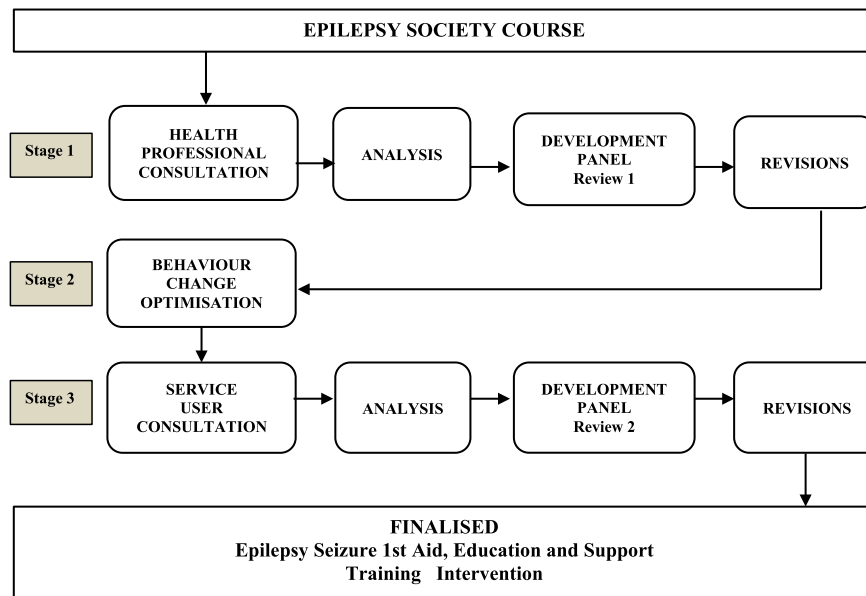 EPILEPSY SOCIETY COURSE
Stage 1
HEALTH
PROFESSIONAL
CONSULTATION
ANALYSIS
DEVELOPMENT
PANEL
Review 1
REVISIONS
Stage 2
BEHAVIOUR
CHANGE
OPTIMISATION
Stage 3
SERVICE
USER
CONSULTATION
ANALYSIS
DEVELOPMENT
PANEL
Review 2
REVISIONS
FINALISED
Epilepsy Seizure 1st Aid, Education and Support
Training Intervention